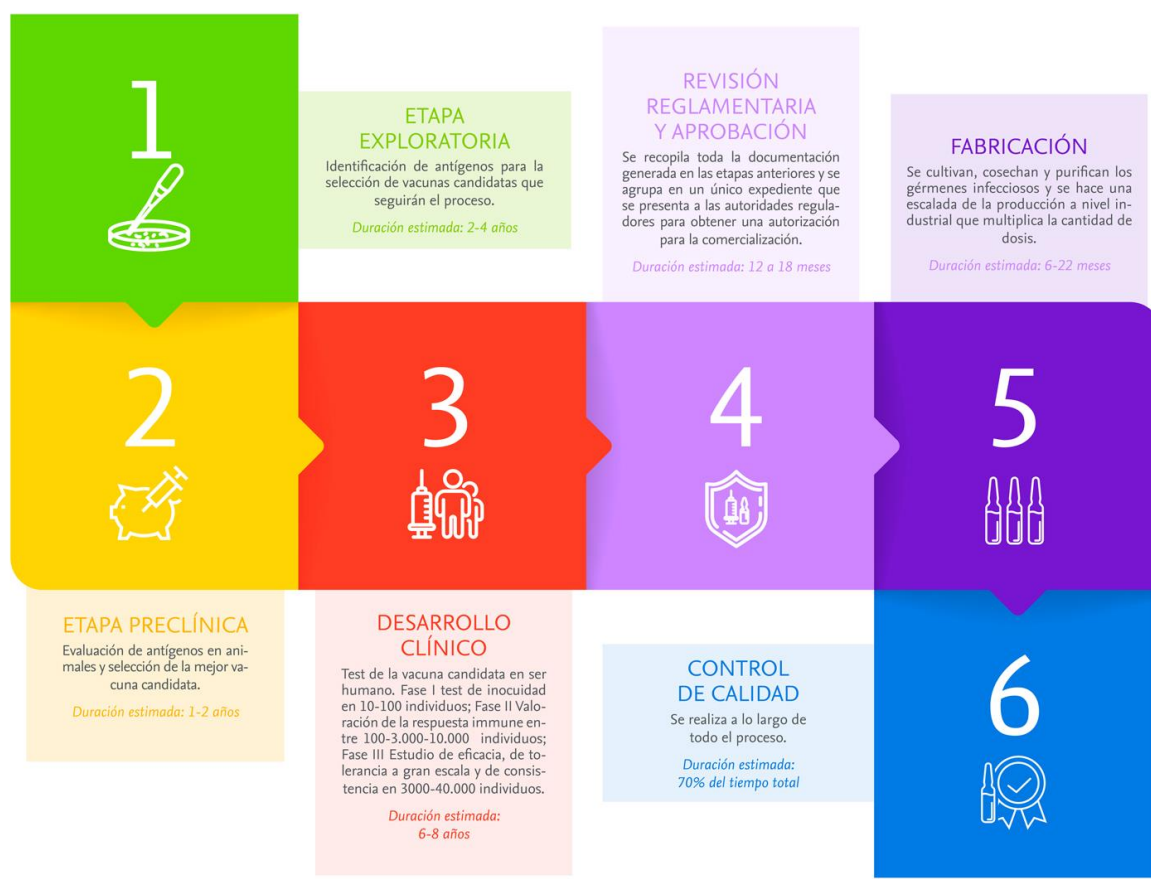 1
ETAPA
EXPLORATORIA
Identificación de antígenos para la
selección de vacunas candidatas que
seguirán el proceso.
Duración estimada: 2-4 años
REVISIÓN
REGLAMENTARIA
Y APROBACIÓN
Se recopila toda la documentación
generada en las etapas anteriores y se
agrupa en un único expediente que
se presenta a las autoridades regula-
dores para obtener una autorización
para la comercialización.
Duración estimada: 12 a 18 meses
FABRICACIÓN
Se cultivan, cosechan y purifican los
gérmenes infecciosos y se hace una
escalada de la producción a nivel in-
dustrial que multiplica la cantidad de
dosis.
Duración estimada: 6-22 meses
2
3
4
5
ETAPA PRECLÍNICA
Evaluación de antígenos en ani-
males y selección de la mejor va-
cuna candidata.
Duración estimada: 1-2 años
DESARROLLO
CLÍNICO
Test de la vacuna candidata en ser
humano. Fase I test de inocuidad
en 10-100 individuos; Fase II Valo-
ración de la respuesta immune en-
tre 100-3.000-10.000 individuos;
Fase III Estudio de eficacia, de to-
lerancia a gran escala y de consis-
tencia en 3000-40.000 individuos.
Duración estimada:
6-8 años
CONTROL
DE CALIDAD
Se realiza a lo largo de
todo el proceso.
Duración estimada:
70% del tiempo total
6